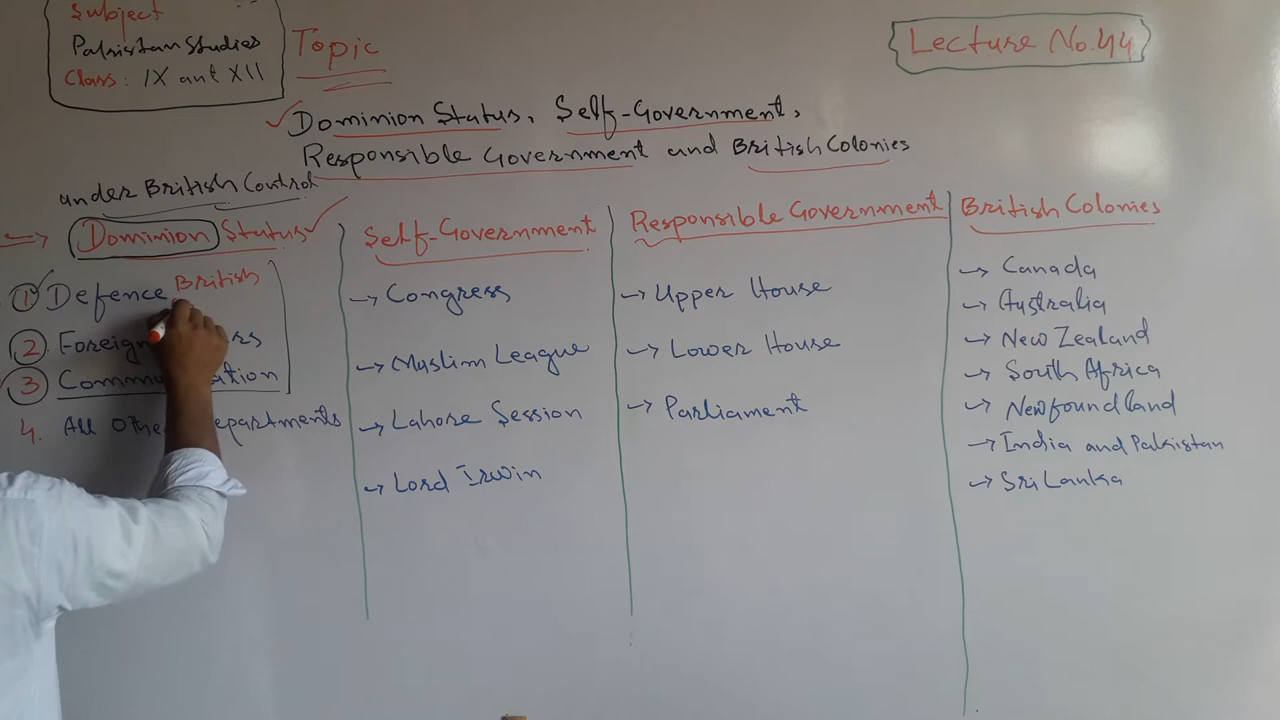 Subject
Pakistan Studies
Class: IX ant XII
Topic
Lecture No.44
Dominion Status, Self-Government,
Responsible Government and British Colonies
under British Control
Dominion Status
1 Defence British
2. Foreign
3 Communication
4. All Other Departments
Self-Government
→ Congress
→ Muslim League
→ Lahore Session
→ Lord Irwin
Responsible Government
→ Upper House
→ Lower House
→ Parliament
British Colonies
→ Canada
→ Australia
→ New Zealand
→ South Africa
→ Newfoundland
→ India and Pakistan
→ Sri Lanka